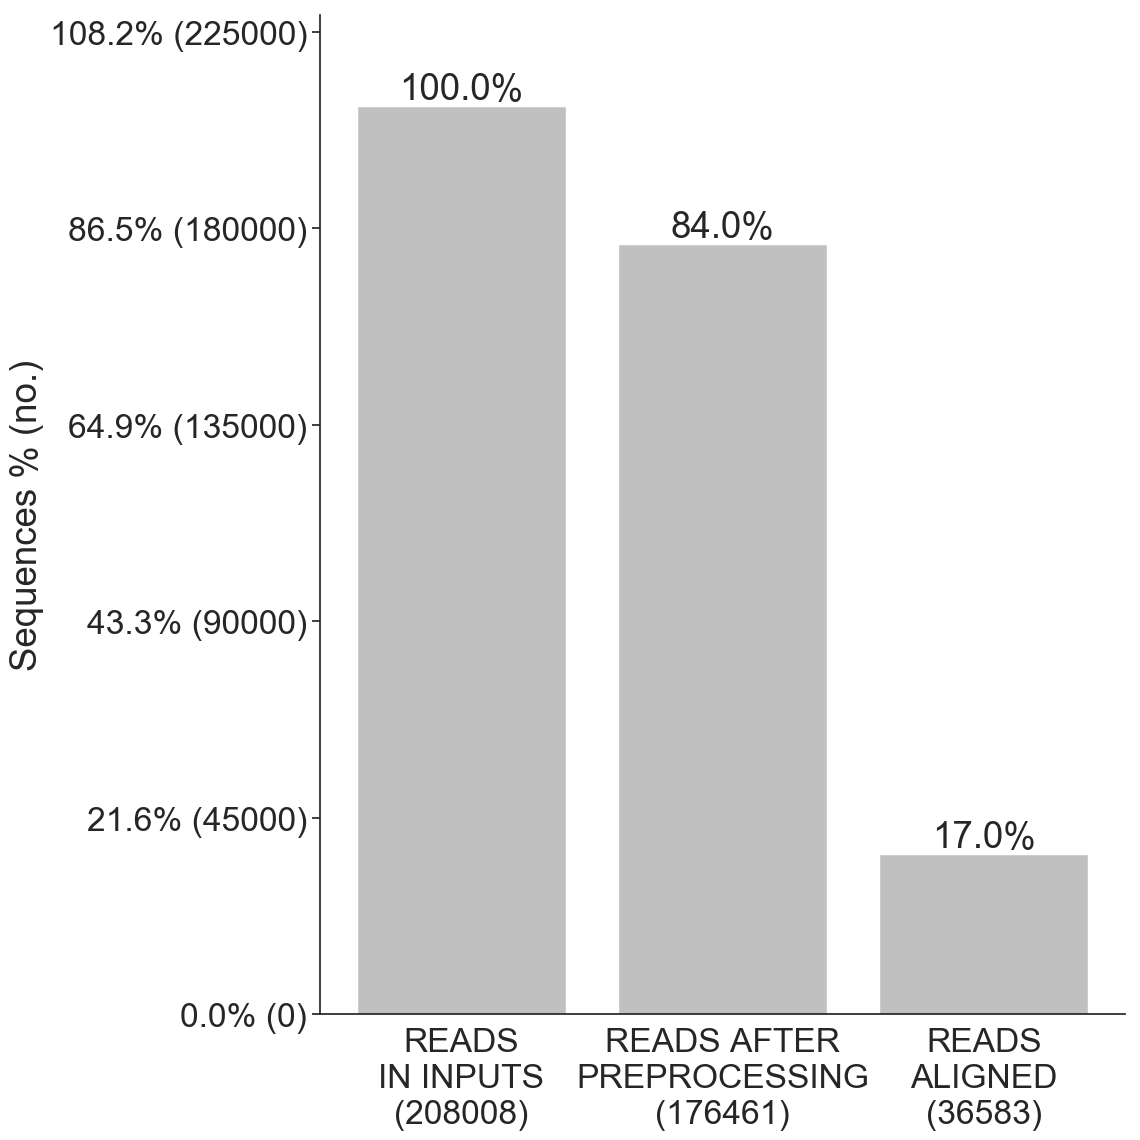 Sequences % (no.)
108.2% (225000)
86.5% (180000)
64.9% (135000)
43.3% (90000)
21.6% (45000)
0.0% (0)
100.0%
84.0%
17.0%
READS
IN INPUTS
(208008)
READS AFTER
PREPROCESSING
(176461)
READS
ALIGNED
(36583)